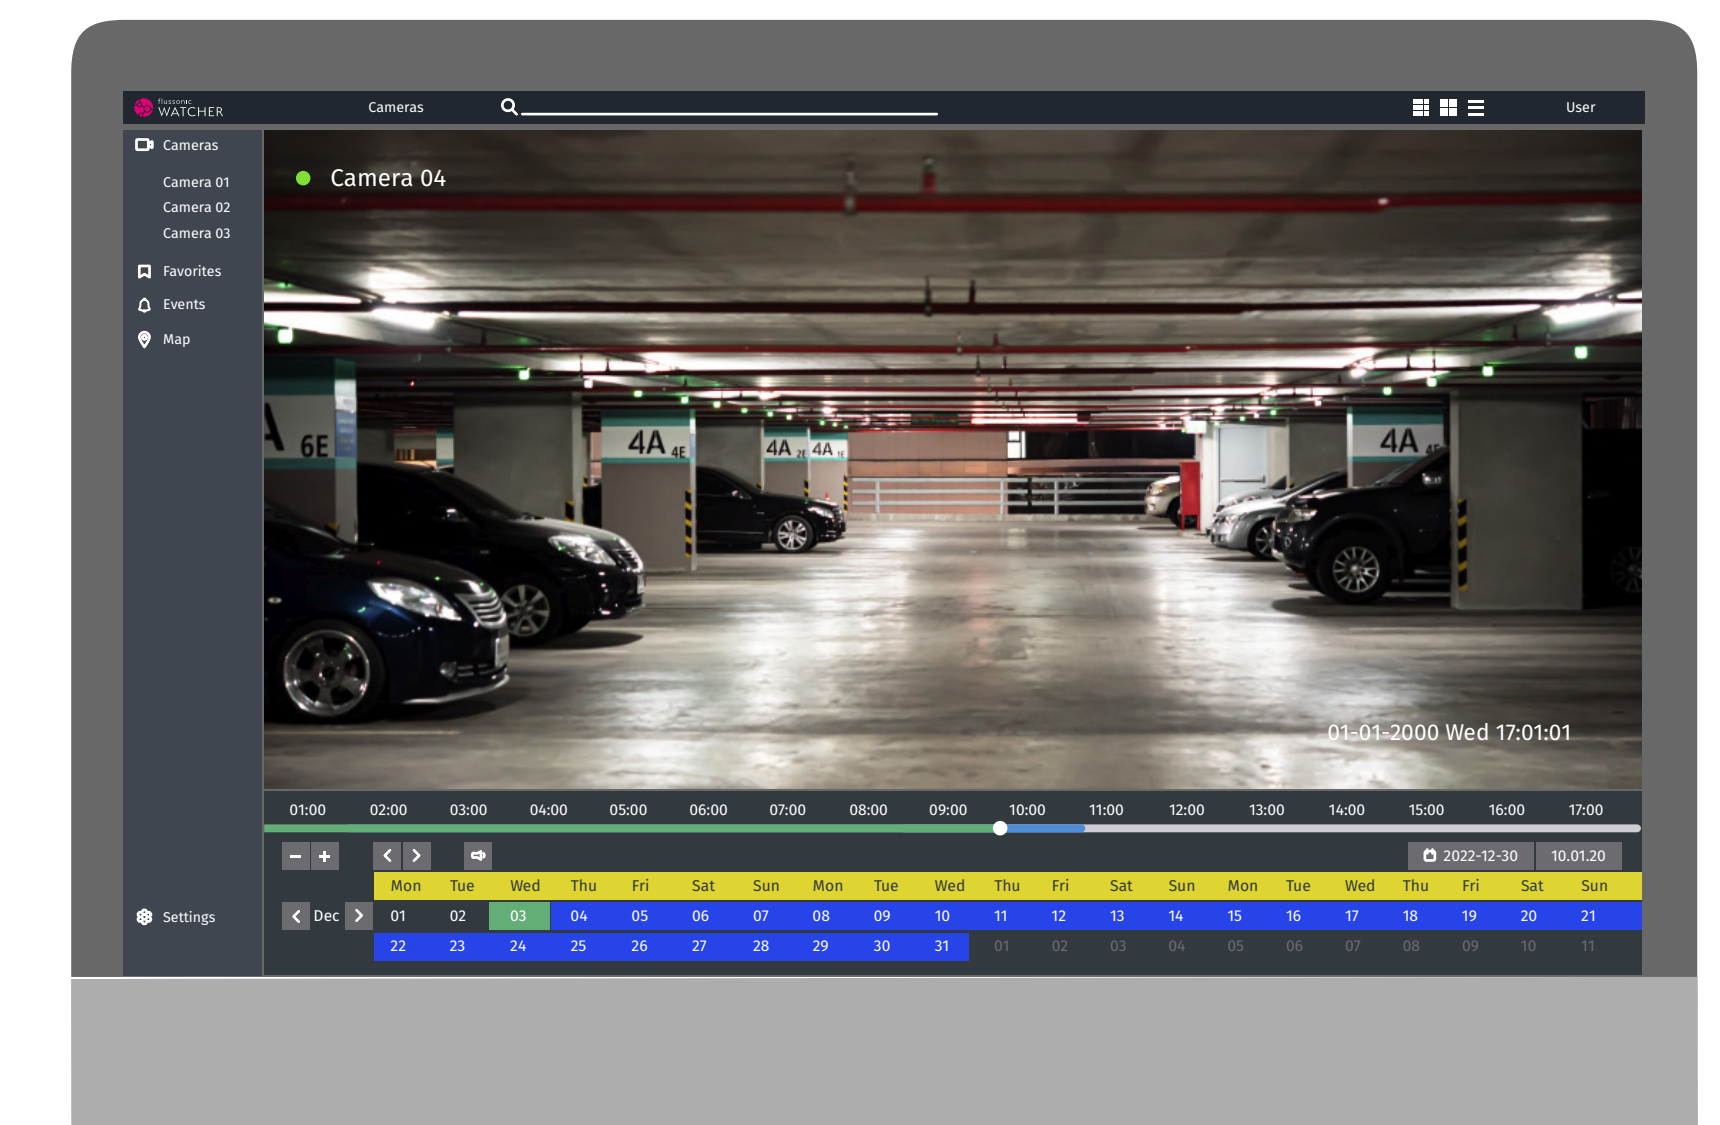 flussonic
WATCHER
Cameras
User
Cameras
Camera 01
Camera 02
Camera 03
Favorites
Events
Map
Settings
Camera 04
A 6E
4A 4E
4A 2E
4A 1E
4A
01-01-2000 Wed 17:01:01
01:00 02:00 03:00 04:00 05:00 06:00 07:00 08:00 09:00 10:00 11:00 12:00 13:00 14:00 15:00 16:00 17:00
2022-12-30 10.01.20
Mon Tue Wed Thu Fri Sat Sun Mon Tue Wed Thu Fri Sat Sun Mon Tue Wed Thu Fri Sat Sun
Dec 01 02 03 04 05 06 07 08 09 10 11 12 13 14 15 16 17 18 19 20 21
22 23 24 25 26 27 28 29 30 31 01 02 03 04 05 06 07 08 09 10 11